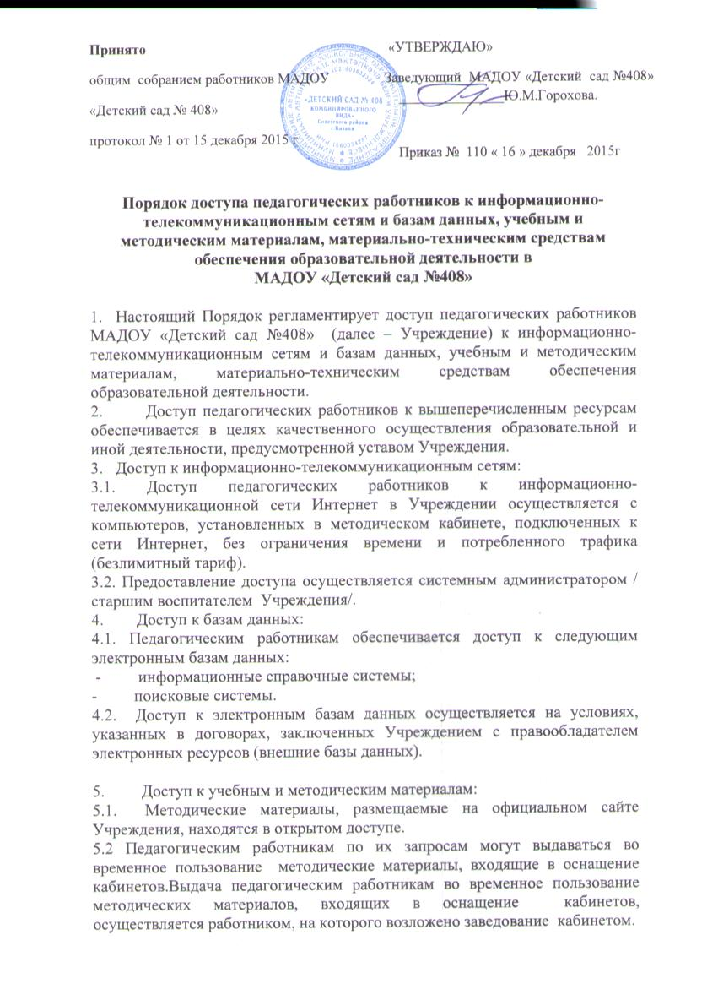 Принято
общим собранием работников МАДОУ
«Детский сад № 408»
протокол № 1 от 15 декабря 2015 г
«УТВЕРЖДАЮ»
Заведующий МАДОУ «Детский сад №408»
Ю.М.Горохова.
Приказ № 110 « 16 » декабря 2015г
«ДЕТСКИЙ САД № 408
КОМБИНИРОВАННОГО
ВИДА»
Советского района
г Казани
Порядок доступа педагогических работников к информационно-
телекоммуникационным сетям и базам данных, учебным и
методическим материалам, материально-техническим средствам
обеспечения образовательной деятельности в
МАДОУ «Детский сад №408»
1. Настоящий Порядок регламентирует доступ педагогических работников
МАДОУ «Детский сад №408» (далее – Учреждение) к информационно-
телекоммуникационным сетям и базам данных, учебным и методическим
материалам, материально-техническим средствам обеспечения
образовательной деятельности.
2. Доступ педагогических работников к вышеперечисленным ресурсам
обеспечивается в целях качественного осуществления образовательной и
иной деятельности, предусмотренной уставом Учреждения.
3. Доступ к информационно-телекоммуникационным сетям:
3.1. Доступ педагогических работников к информационно-
телекоммуникационной сети Интернет в Учреждении осуществляется с
компьютеров, установленных в методическом кабинете, подключенных к
сети Интернет, без ограничения времени и потребленного трафика
(безлимитный тариф).
3.2. Предоставление доступа осуществляется системным администратором /
старшим воспитателем Учреждения/.
4. Доступ к базам данных:
4.1. Педагогическим работникам обеспечивается доступ к следующим
электронным базам данных:
- информационные справочные системы;
- поисковые системы.
4.2. Доступ к электронным базам данных осуществляется на условиях,
указанных в договорах, заключенных Учреждением с правообладателем
электронных ресурсов (внешние базы данных).
5. Доступ к учебным и методическим материалам:
5.1. Методические материалы, размещаемые на официальном сайте
Учреждения, находятся в открытом доступе.
5.2 Педагогическим работникам по их запросам могут выдаваться во
временное пользование методические материалы, входящие в оснащение
кабинетов.Выдача педагогическим работникам во временное пользование
методических материалов, входящих в оснащение кабинетов,
осуществляется работником, на которого возложено заведование кабинетом.